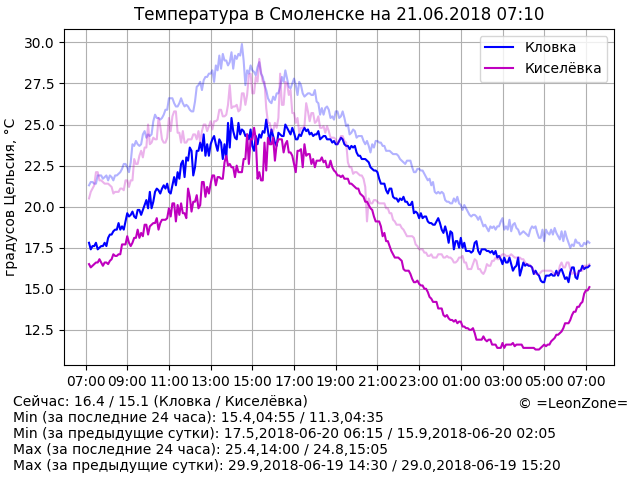 Температура в Смоленске на 21.06.2018 07:10
30.0
27.5
25.0
22.5
20.0
17.5
15.0
12.5
градусов Цельсия, °C
Кловка
Киселёвка
07:00 09:00 11:00 13:00 15:00 17:00 19:00 21:00 23:00 01:00 03:00 05:00 07:00
Сейчас: 16.4 / 15.1 (Кловка / Киселёвка)
© =LeonZone=
Min (за последние 24 часа): 15.4,04:55 / 11.3,04:35
Min (за предыдущие сутки): 17.5,2018-06-20 06:15 / 15.9,2018-06-20 02:05
Max (за последние 24 часа): 25.4,14:00 / 24.8,15:05
Max (за предыдущие сутки): 29.9,2018-06-19 14:30 / 29.0,2018-06-19 15:20